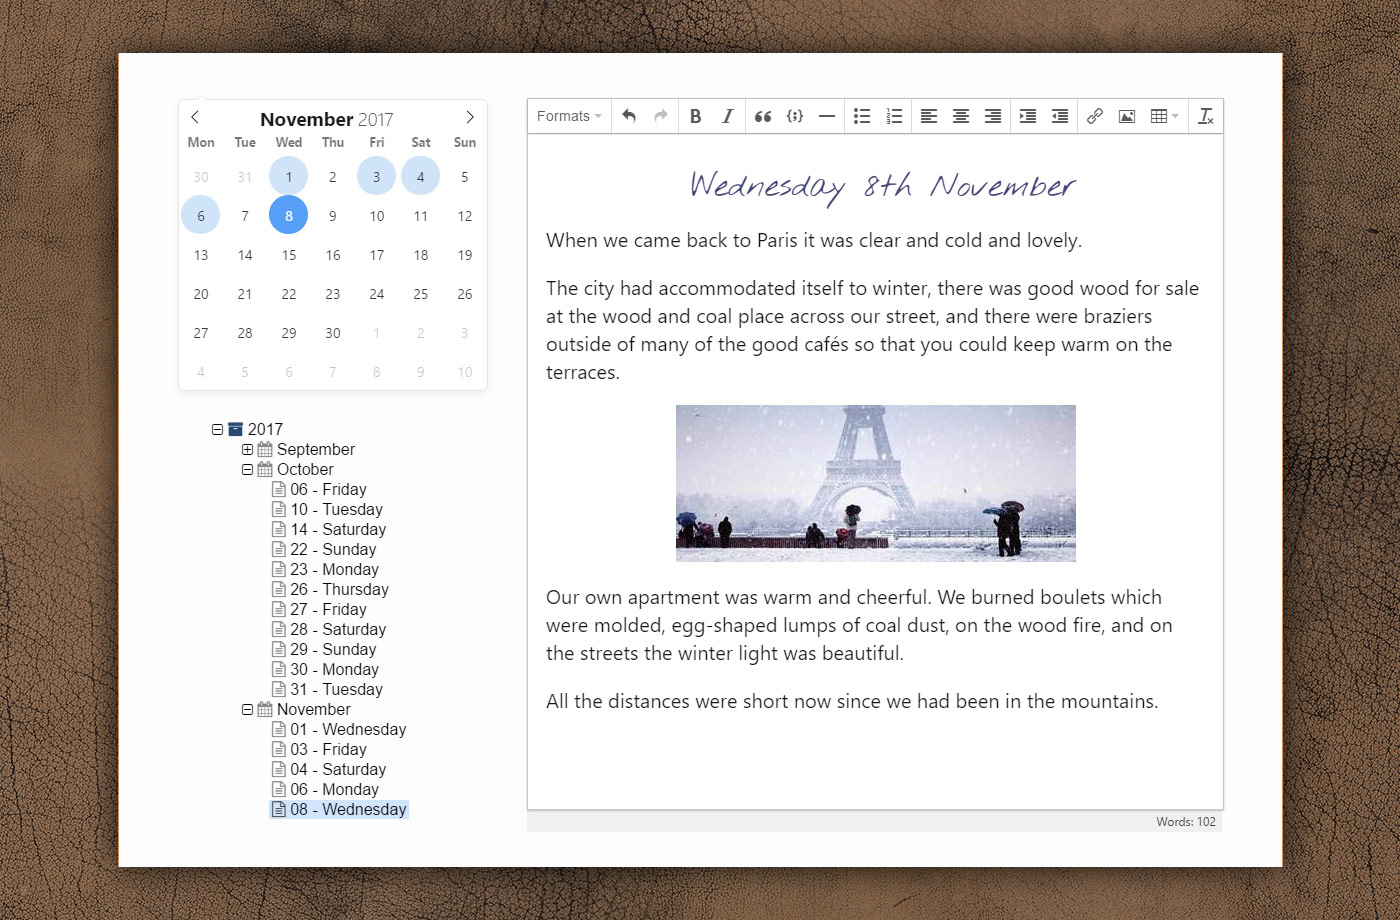 November 2017
Mon Tue Wed Thu Fri Sat Sun
30 31 1 2 3 4 5
6 7 8 9 10 11 12
13 14 15 16 17 18 19
20 21 22 23 24 25 26
27 28 29 30 1 2 3
4 5 6 7 8 9 10
2017
September
October
06 - Friday
10 - Tuesday
14 - Saturday
22 - Sunday
23 - Monday
26 - Thursday
27 - Friday
28 - Saturday
29 - Sunday
30 - Monday
31 - Tuesday
November
01 - Wednesday
03 - Friday
04 - Saturday
06 - Monday
08 - Wednesday
Formats
Wednesday 8th November
When we came back to Paris it was clear and cold and lovely.
The city had accommodated itself to winter, there was good wood for sale
at the wood and coal place across our street, and there were braziers
outside of many of the good cafés so that you could keep warm on the
terraces.
Our own apartment was warm and cheerful. We burned boulets which
were molded, egg-shaped lumps of coal dust, on the wood fire, and on
the streets the winter light was beautiful.
All the distances were short now since we had been in the mountains.
Words: 102